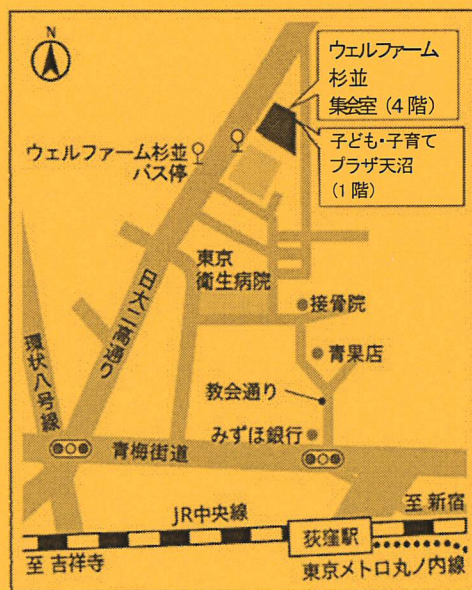 N
ウェルファーム
杉並
集会室 (4 階)
子ども・子育て
プラザ天沼
(1 階)
ウェルファーム杉並
バス停
東京
衛生病院
日大二高通り
環状八号線
接骨院
青果店
教会通り
みずほ銀行
青梅街道
至 新宿
JR中央線
荻窪駅
至 吉祥寺
東京メトロ丸ノ内線